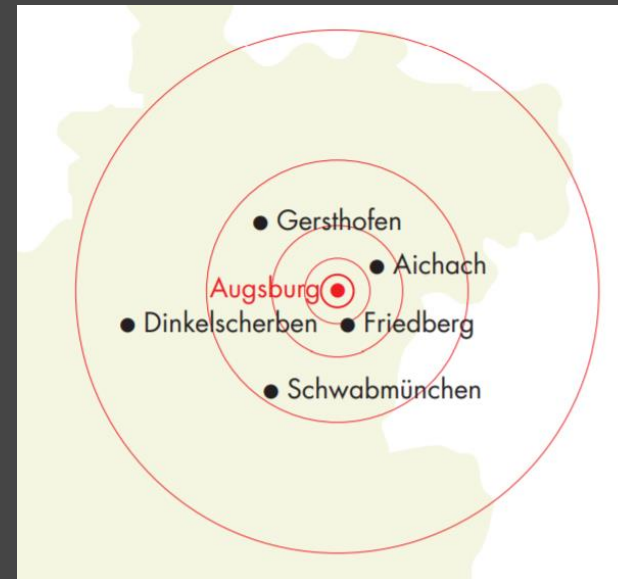 Gersthofen
Aichach
Augsburg
Dinkelscherben
Friedberg
Schwabmünchen